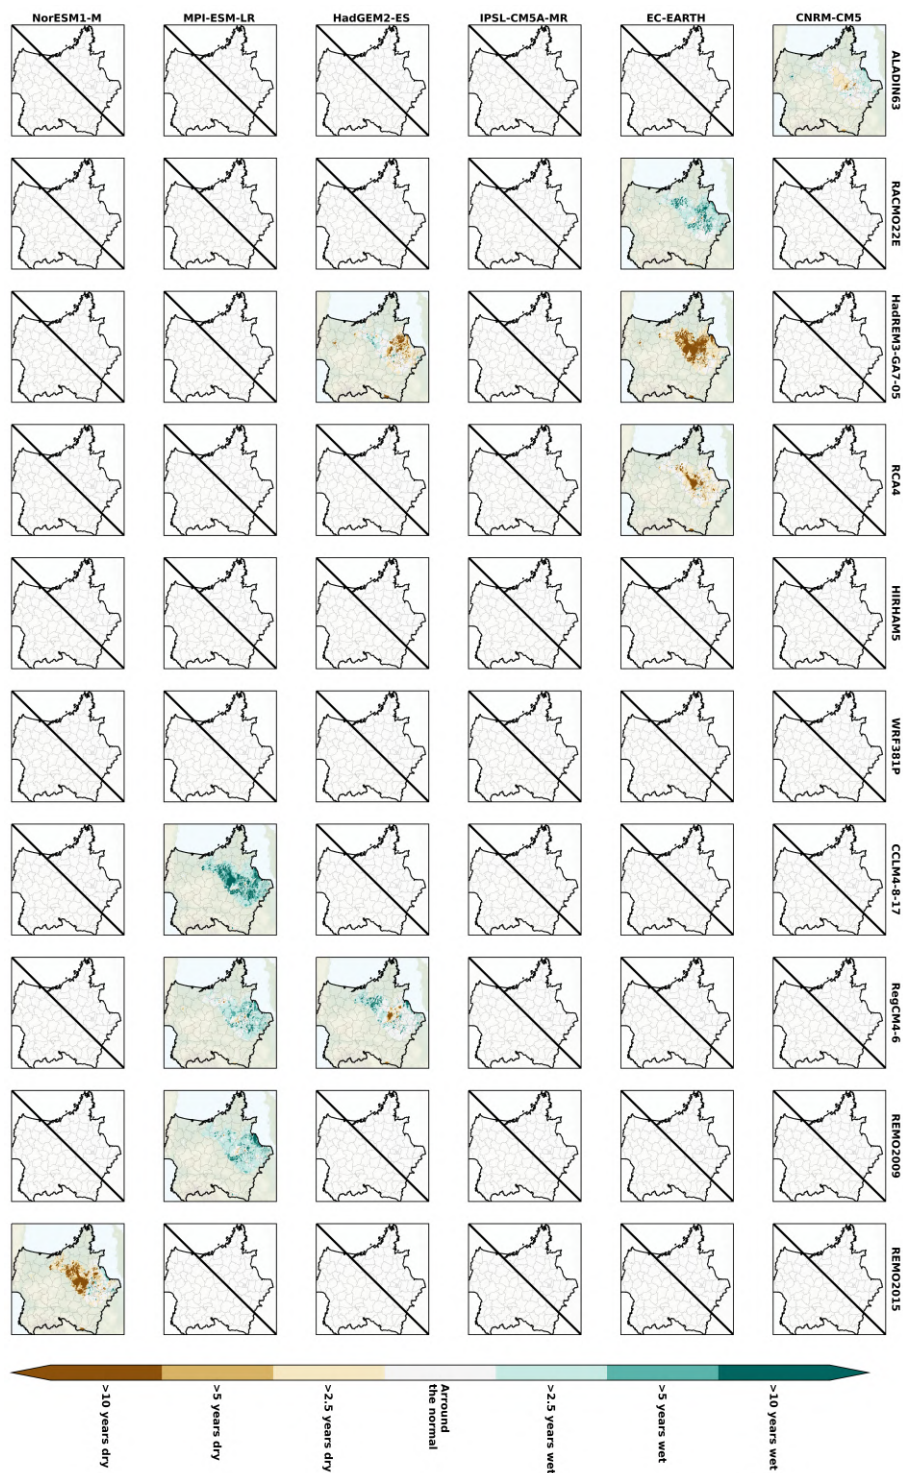 NorESM1-M
MPI-ESM-LR
HadGEM2-ES
IPSL-CM5A-MR
EC-EARTH
CNRM-CM5
ALADIN63
RACMO22E
HadREM3-GA7-05
RCA4
HIRHAM5
WRF381P
CCLM4-8-17
RegCM4-6
REMO2009
REMO2015
>10 years dry
>5 years dry
>2.5 years dry
Arround
the normal
>2.5 years wet
>5 years wet
>10 years wet